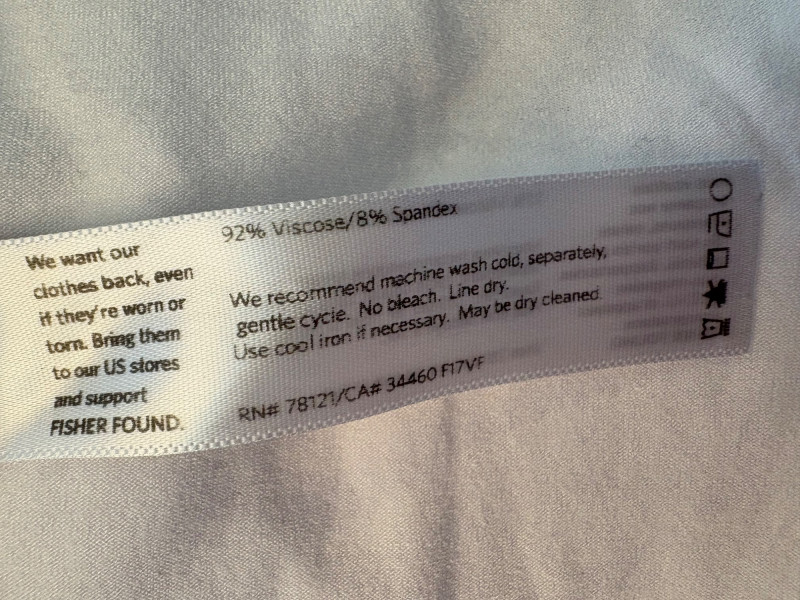 We want our
clothes back, even
if they're worn or
torn. Bring them
to our US stores
and support
FISHER FOUND.
92% Viscose/8% Spandex
We recommend machine wash cold, separately,
gentle cycle. No bleach. Line dry.
Use cool iron if necessary. May be dry cleaned.
RN# 78121/CA# 34460 F17VF